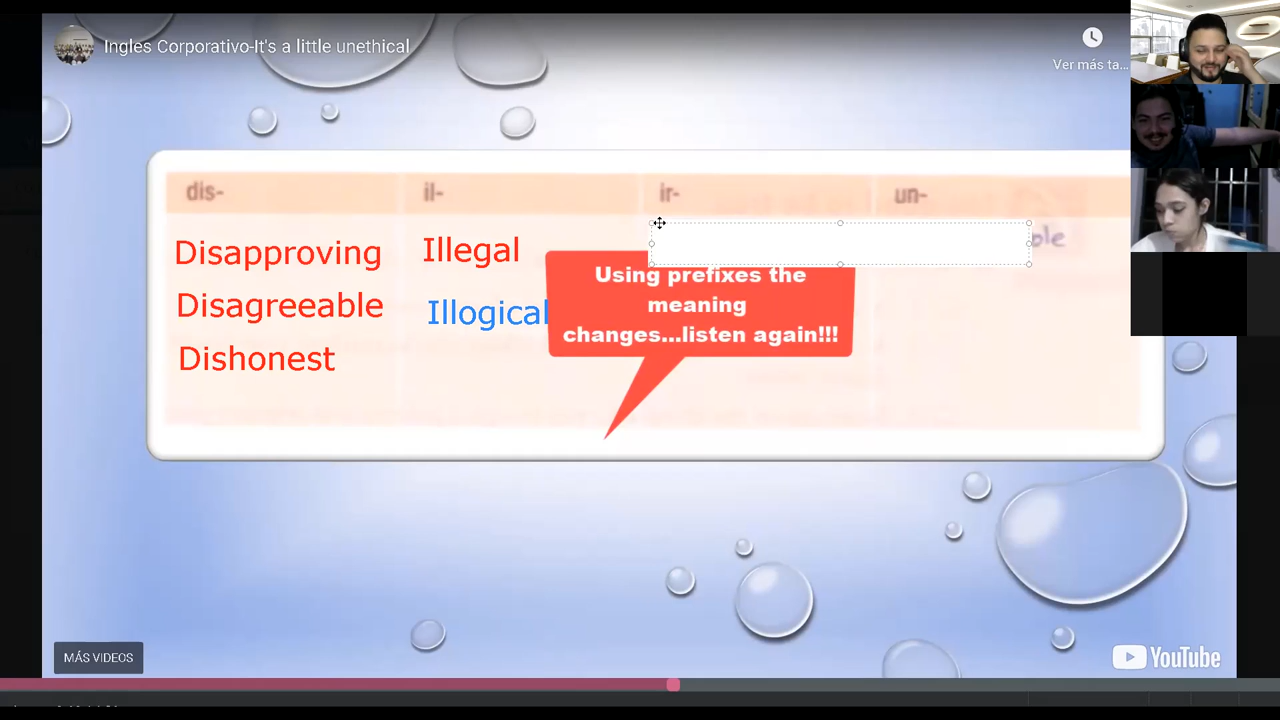 Ingles Corporativo-It's a little unethical
Ver más ta...
dis- il- ir- un-
Disapproving Illegal
Disagreeable Illogical
Dishonest
Using prefixes the
meaning
changes...listen again!!!
MÁS VIDEOS
YouTube